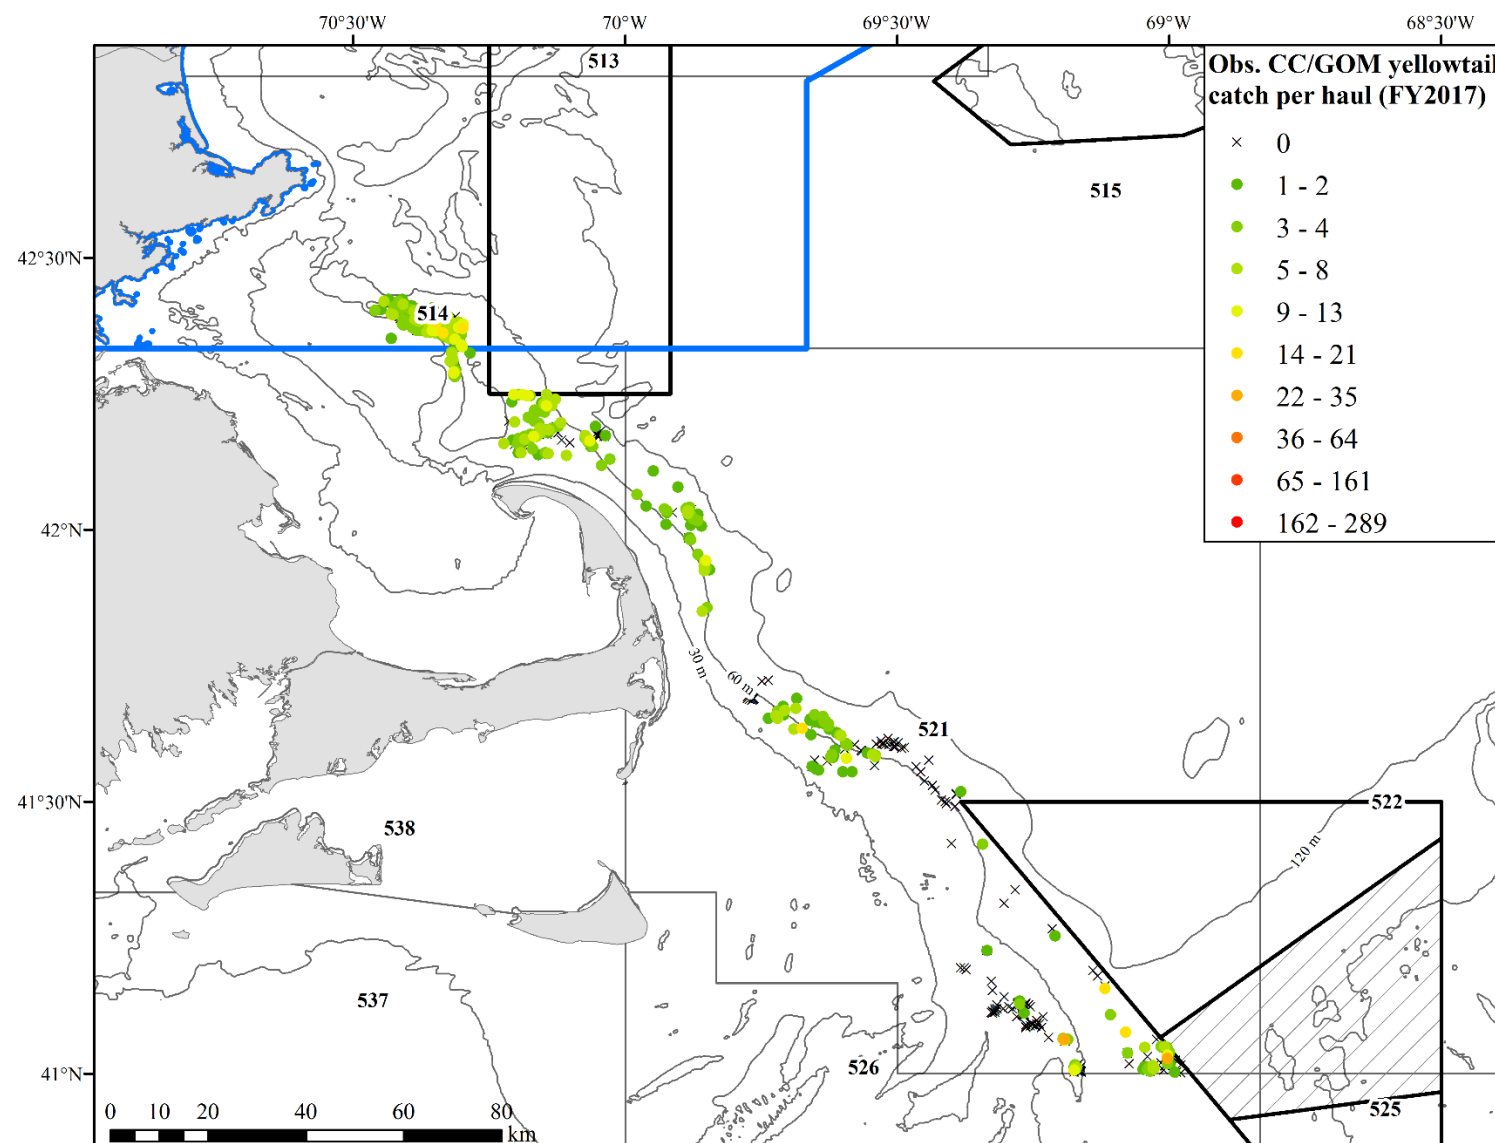 70°30'W 70°W 69°30'W 69°W 68°30'W
513
Obs. CC/GOM yellowtail
catch per haul (FY2017)
0
1 - 2
3 - 4
5 - 8
9 - 13
14 - 21
22 - 35
36 - 64
65 - 161
162 - 289
515
42°30'N
514
42°N
30 m
60 m
521
41°30'N
522
538
120 m
537
526
41°N
525
0 10 20 40 60 80
km